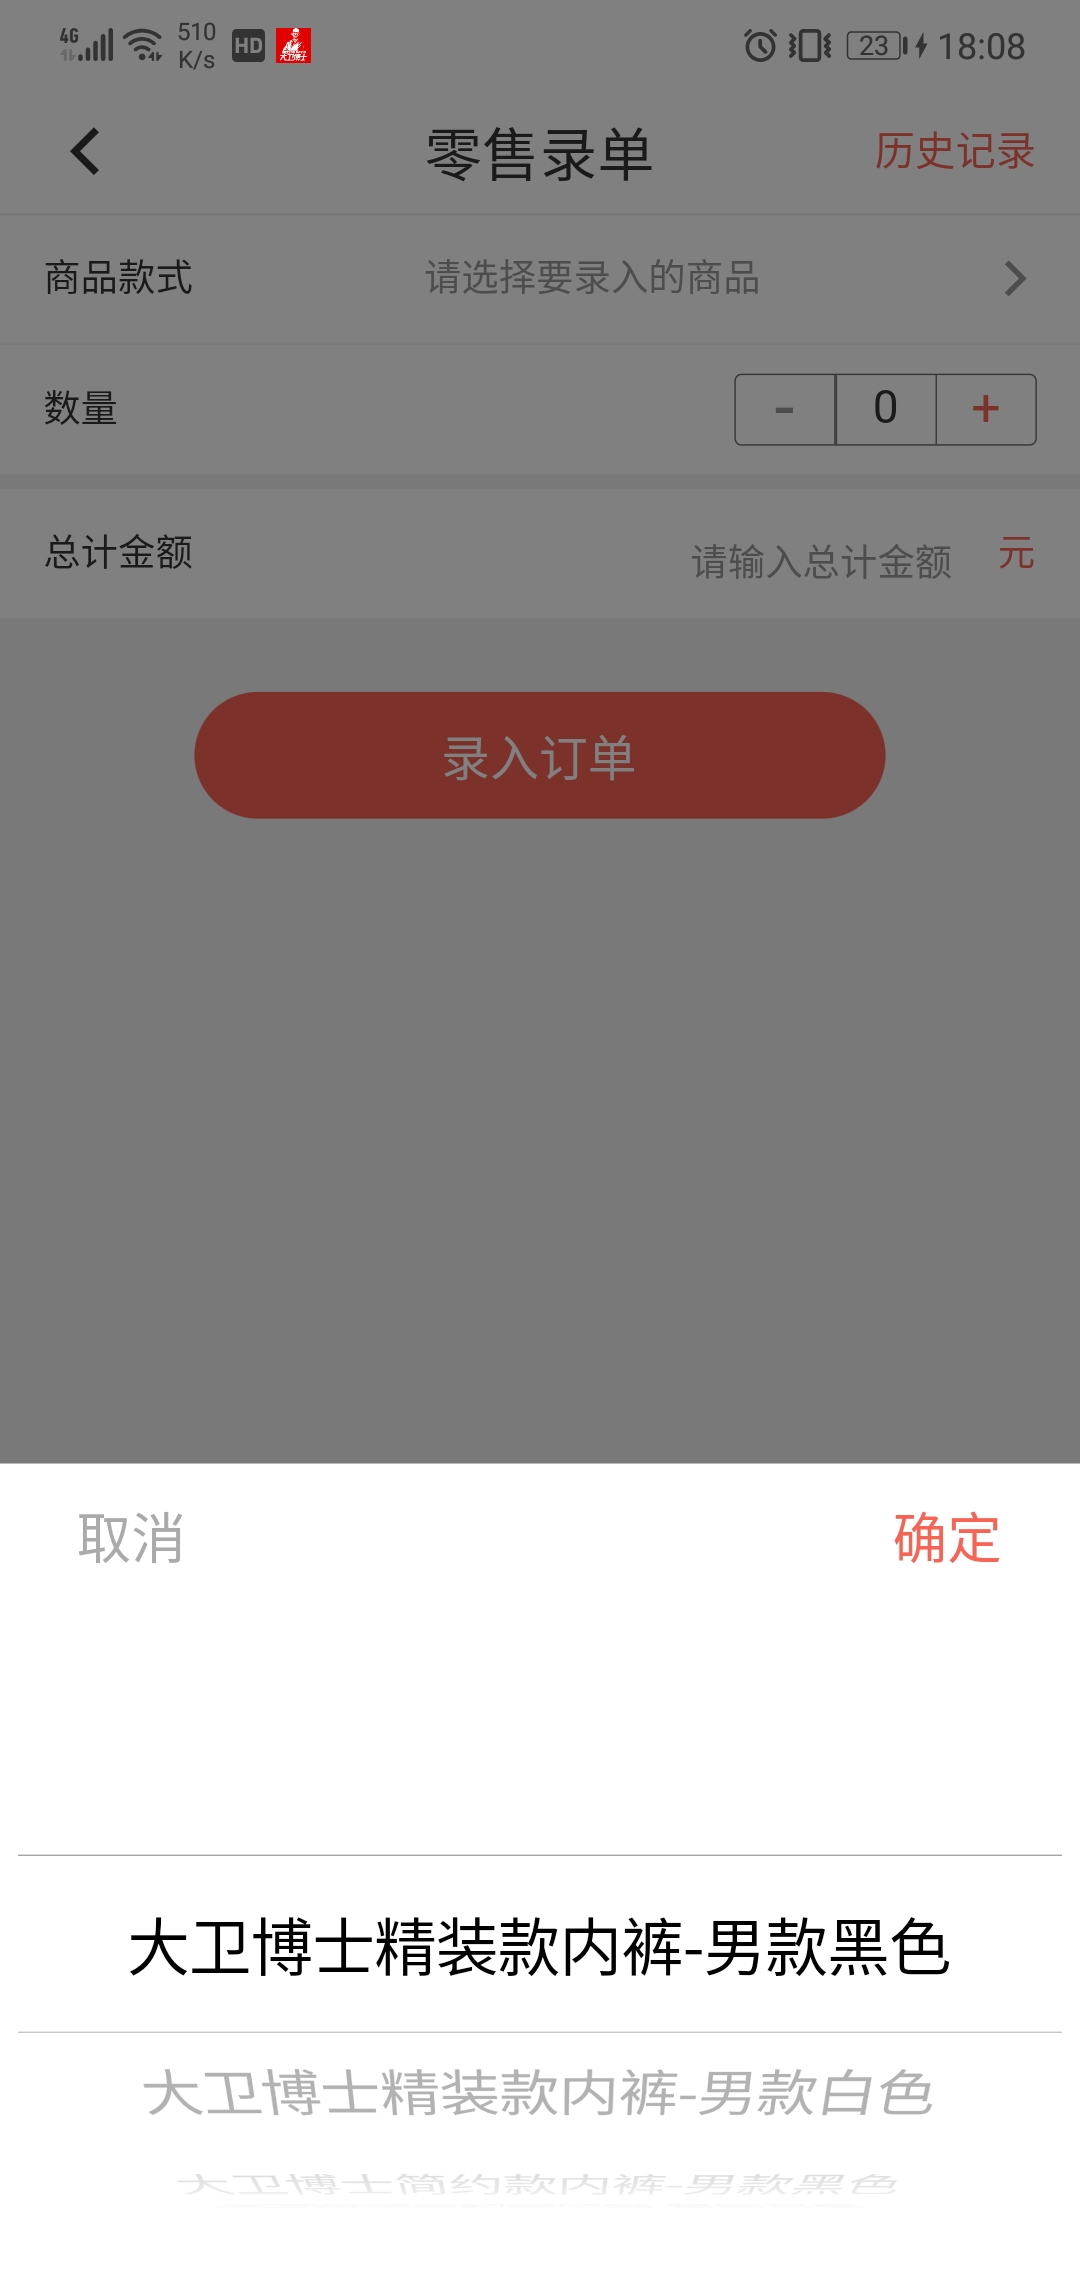 4G 510 K/s HD 23 18:08
零售录单 历史记录
商品款式 请选择要录入的商品
数量 - 0 +
总计金额 请输入总计金额 元
录入订单
取消 确定
大卫博士精装款内裤-男款黑色
大卫博士精装款内裤-男款白色
大卫博士简约款内裤-男款黑色